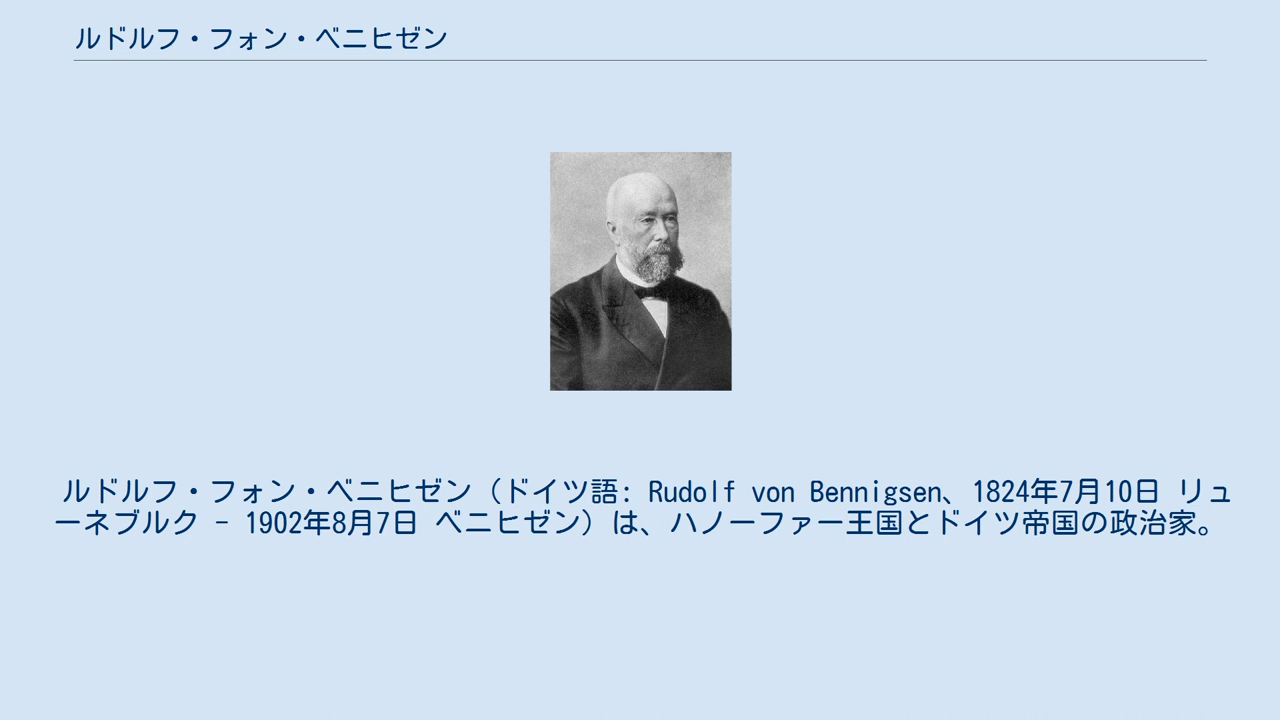 ルドルフ・フォン・ベニヒゼン
ルドルフ・フォン・ベニヒゼン（ドイツ語: Rudolf von Bennigsen、1824年7月10日 リュ
ーネブルク - 1902年8月7日 ベニヒゼン）は、ハノーファー王国とドイツ帝国の政治家。